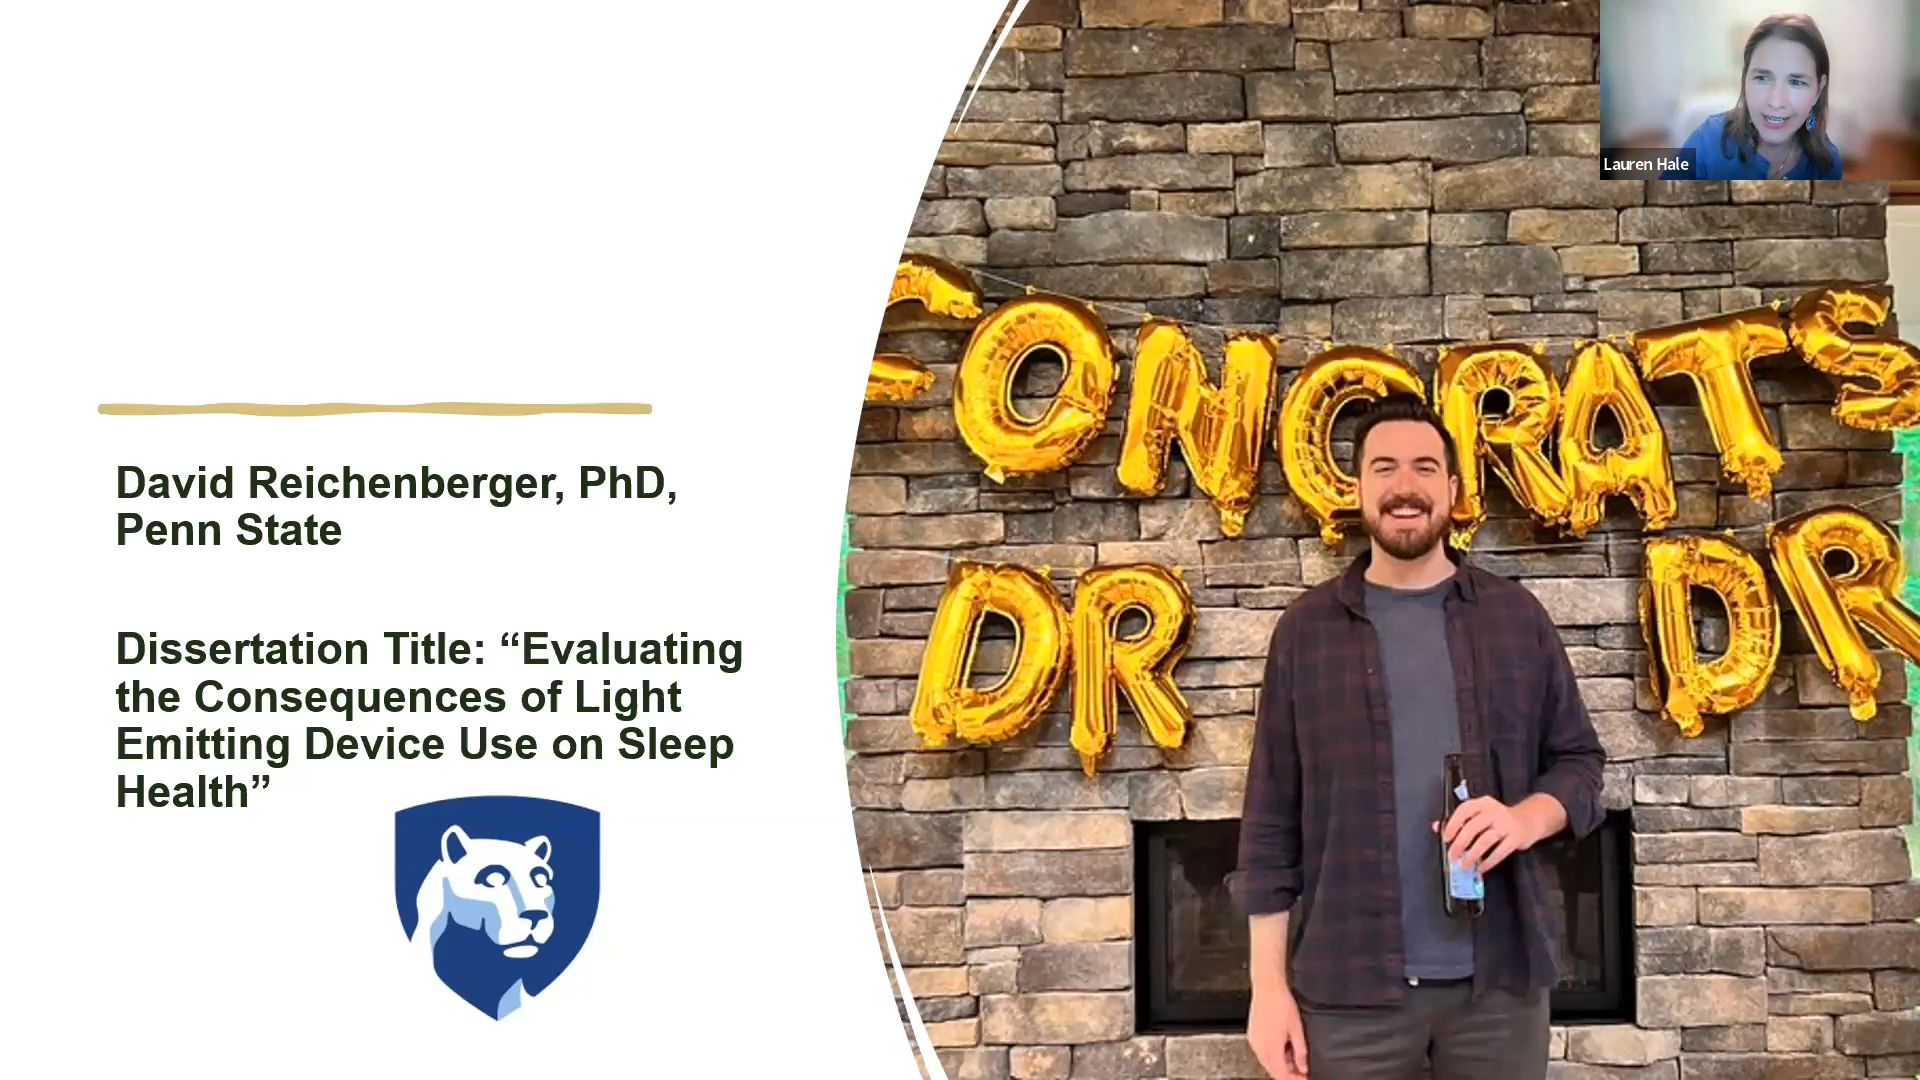 Lauren Hale
CONGRATS
DR
DR
David Reichenberger, PhD,
Penn State
Dissertation Title: “Evaluating
the Consequences of Light
Emitting Device Use on Sleep
Health”